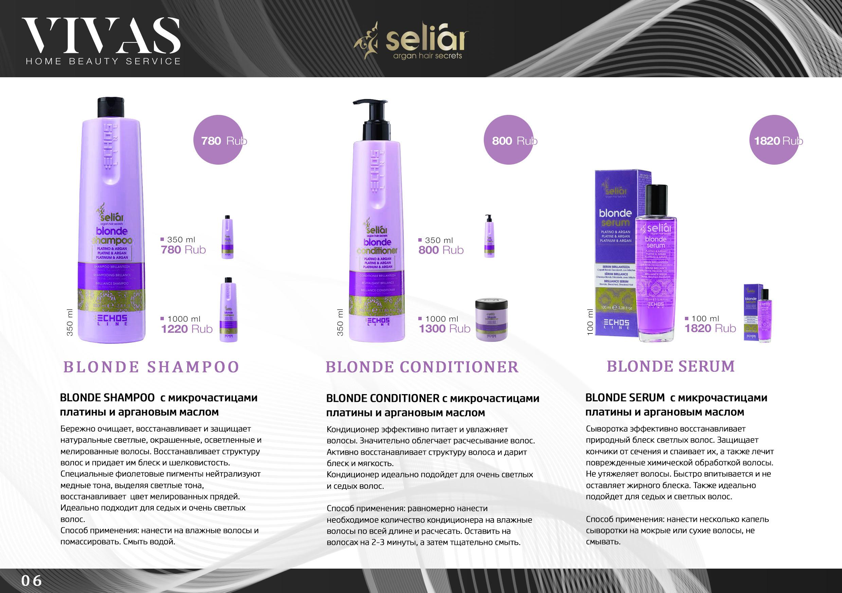 VIVAS
HOME BEAUTY SERVICE
seliár
argan hair secrets
780 Rub
350 ml
780 Rub
1000 ml
1220 Rub
350 ml
seliár
blonde
shampoo
PLATINO & ARGAN
PLATINE & ARGAN
PLATINUM & ARGAN
ECHOS
LINE
BLONDE SHAMPOO
BLONDE SHAMPOO с микрочастицами
платины и аргановым маслом
Бережно очищает, восстанавливает и защищает
натуральные светлые, окрашенные, осветленные и
мелированные волосы. Восстанавливает структуру
волос и придает им блеск и шелковистость.
Специальные фиолетовые пигменты нейтрализуют
медные тона, выделяя светлые тона,
восстанавливает цвет мелированных прядей.
Идеально подходит для седых и очень светлых
волос.
Способ применения: нанести на влажные волосы и
помассировать. Смыть водой.
800 Rub
350 ml
800 Rub
1000 ml
1300 Rub
350 ml
seliár
blonde
conditioner
PLATINO & ARGAN
PLATINE & ARGAN
PLATINUM & ARGAN
ECHOS
LINE
BLONDE CONDITIONER
BLONDE CONDITIONER с микрочастицами
платины и аргановым маслом
Кондиционер эффективно питает и увлажняет
волосы. Значительно облегчает расчесывание волос.
Активно восстанавливает структуру волоса и дарит
блеск и мягкость.
Кондиционер идеально подойдет для очень светлых
и седых волос.
Способ применения: равномерно нанести
необходимое количество кондиционера на влажные
волосы по всей длине и расчесать. Оставить на
волосах на 2-3 минуты, а затем тщательно смыть.
1820 Rub
100 ml
1820 Rub
100 ml
seliár
blonde
serum
PLATINO & ARGAN
PLATINE & ARGAN
PLATINUM & ARGAN
ECHOS
LINE
seliár
blonde
serum
BLONDE SERUM
BLONDE SERUM с микрочастицами
платины и аргановым маслом
Сыворотка эффективно восстанавливает
природный блеск светлых волос. Защищает
кончики от сечения и спаивает их, а также лечит
поврежденные химической обработкой волосы.
Не утяжеляет волосы. Быстро впитывается и не
оставляет жирного блеска. Также идеально
подойдет для седых и светлых волос.
Способ применения: нанести несколько капель
сыворотки на мокрые или сухие волосы, не
смывать.
06